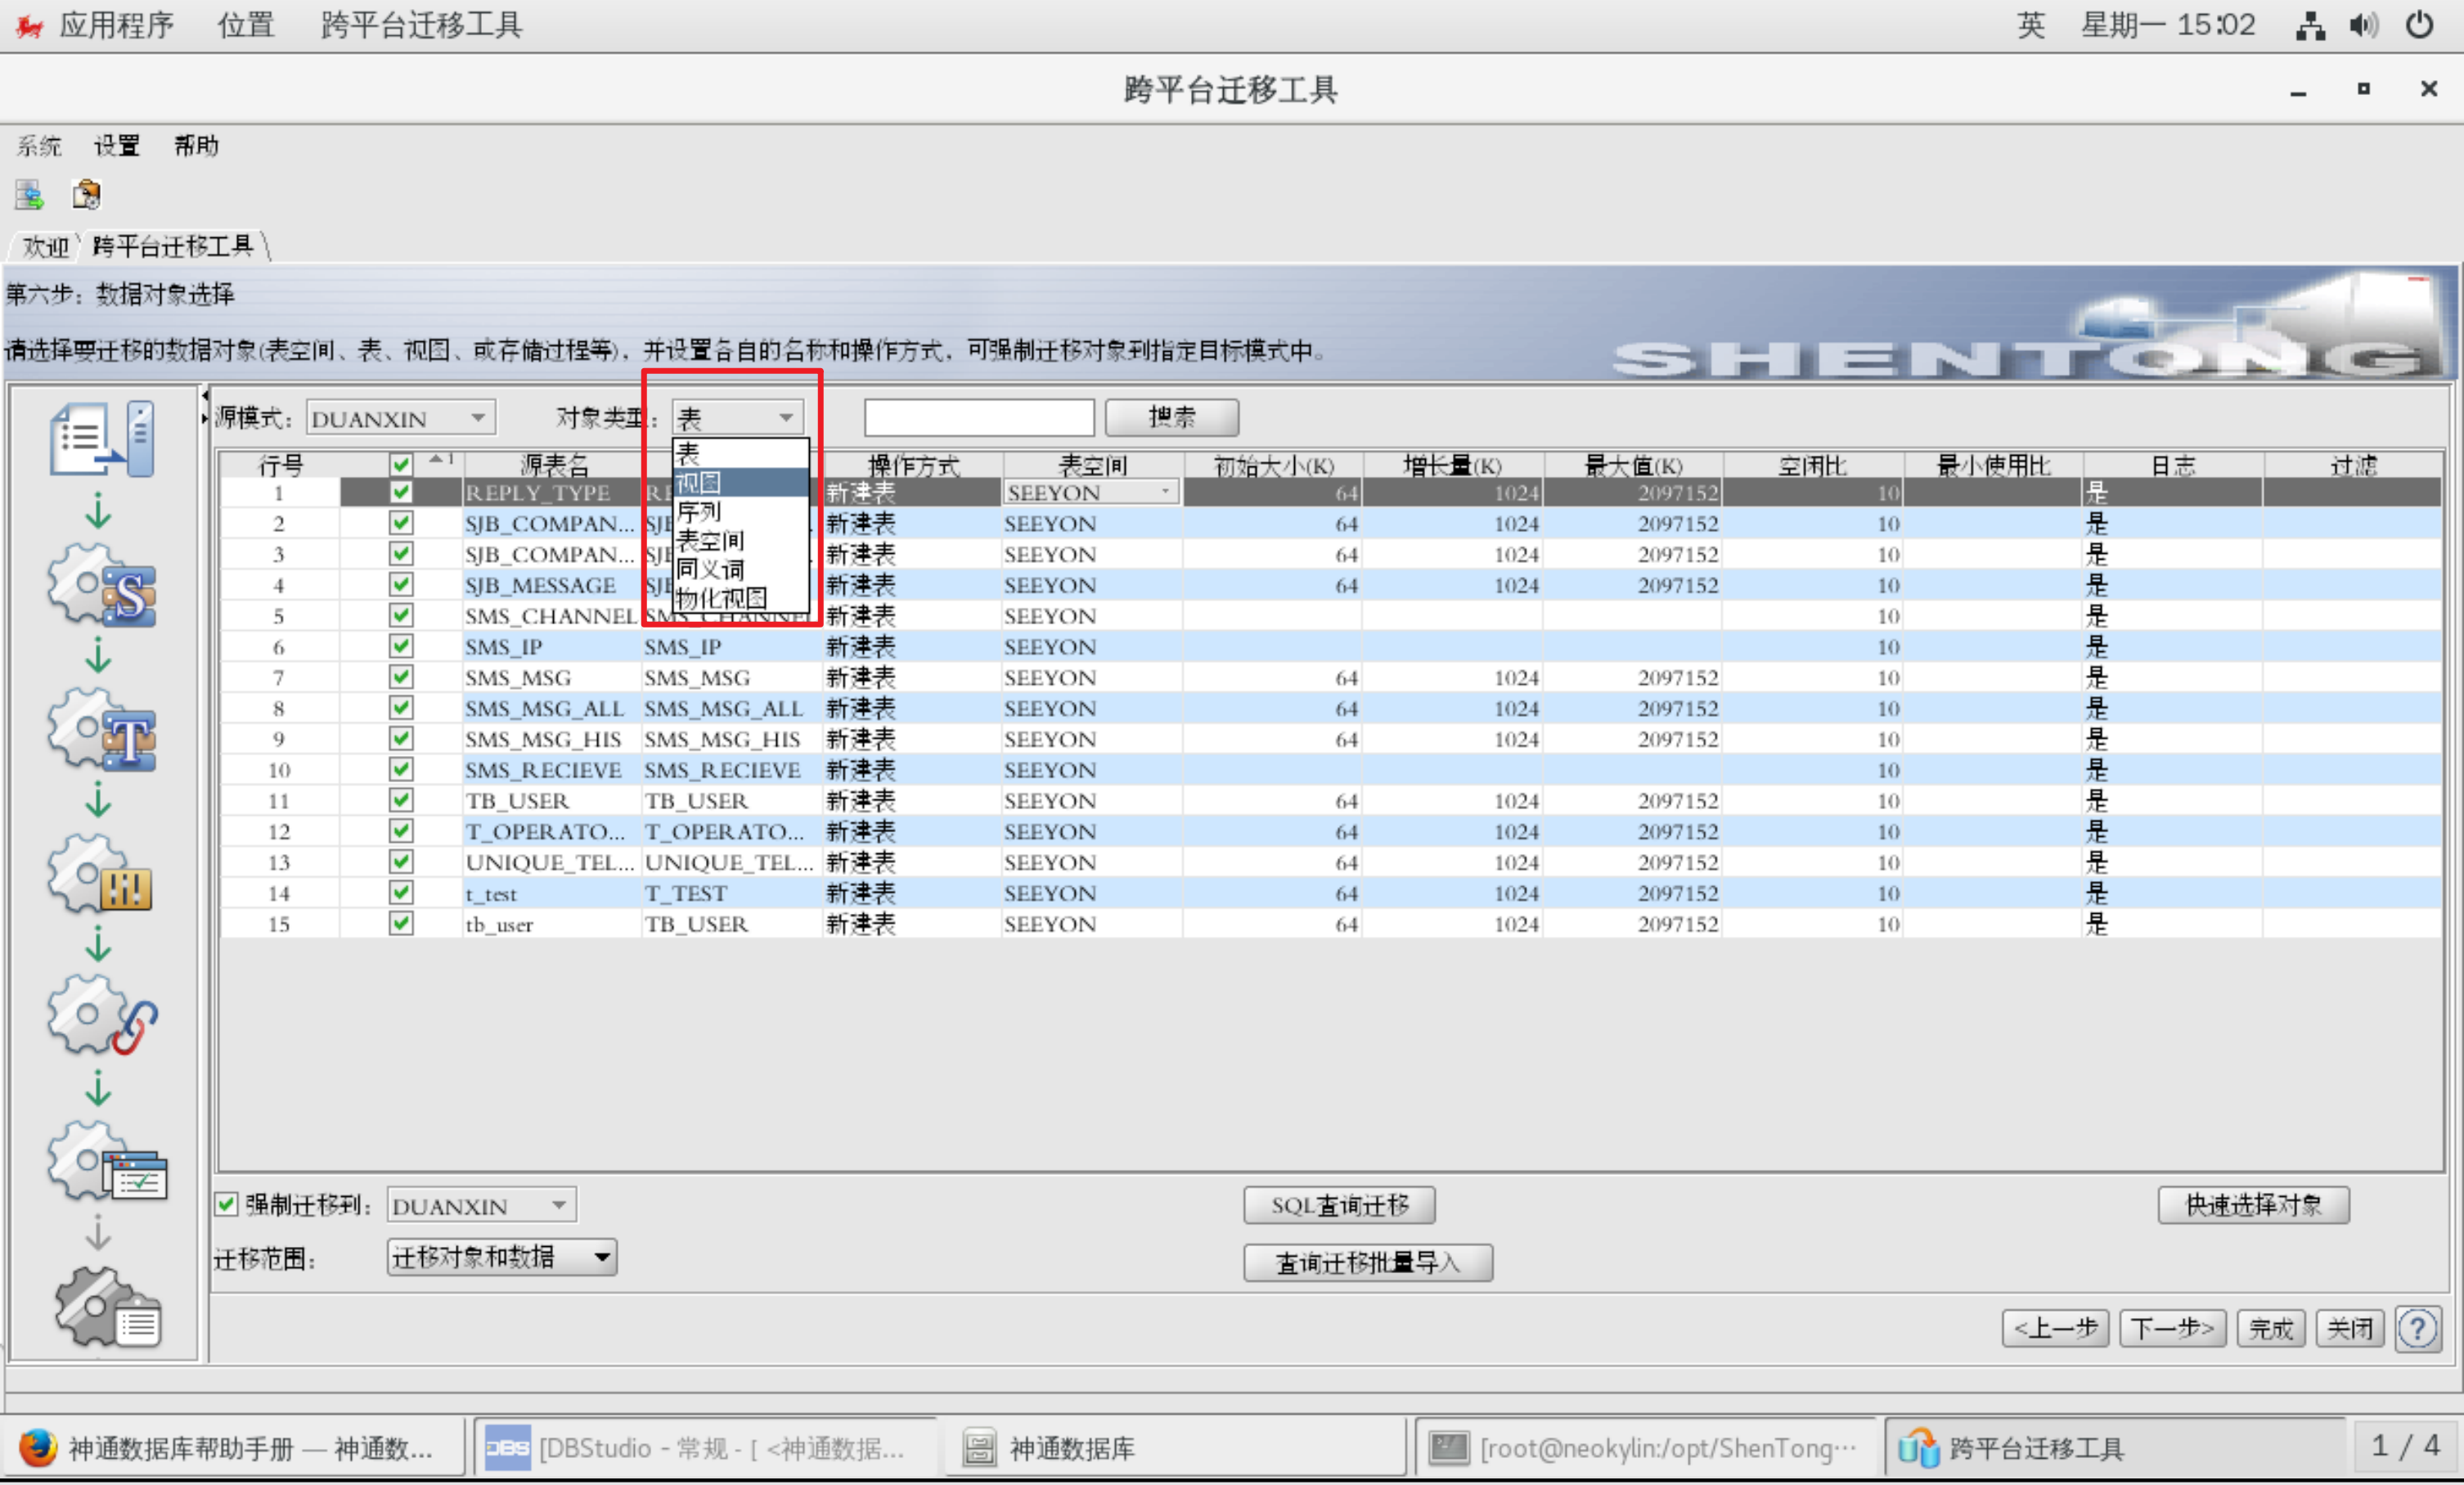 应用程序 位置 跨平台迁移工具 英 星期一 15:02
跨平台迁移工具
系统 设置 帮助
欢迎 跨平台迁移工具
第六步：数据对象选择
请选择要迁移的数据对象(表空间、表、视图、或存储过程等)，并设置各自的名称和操作方式，可强制迁移对象到指定目标模式中。
SHENTONG
源模式： DUANXIN 对象类型： 表 搜索
表
视图
序列
表空间
同义词
物化视图
行号 1 源表名 操作方式 表空间 初始大小(K) 增长量(K) 最大值(K) 空闲比 最小使用比 日志 过滤
1 REPLY_TYPE RE 新建表 SEEYON 64 1024 2097152 10 是
2 SJB_COMPAN... SJB 新建表 SEEYON 64 1024 2097152 10 是
3 SJB_COMPAN... SJB 新建表 SEEYON 64 1024 2097152 10 是
4 SJB_MESSAGE SJB 新建表 SEEYON 64 1024 2097152 10 是
5 SMS_CHANNEL SMS_CHANNEL 新建表 SEEYON 10 是
6 SMS_IP SMS_IP 新建表 SEEYON 10 是
7 SMS_MSG SMS_MSG 新建表 SEEYON 64 1024 2097152 10 是
8 SMS_MSG_ALL SMS_MSG_ALL 新建表 SEEYON 64 1024 2097152 10 是
9 SMS_MSG_HIS SMS_MSG_HIS 新建表 SEEYON 64 1024 2097152 10 是
10 SMS_RECIEVE SMS_RECIEVE 新建表 SEEYON 10 是
11 TB_USER TB_USER 新建表 SEEYON 64 1024 2097152 10 是
12 T_OPERATO... T_OPERATO... 新建表 SEEYON 64 1024 2097152 10 是
13 UNIQUE_TEL... UNIQUE_TEL... 新建表 SEEYON 64 1024 2097152 10 是
14 t_test T_TEST 新建表 SEEYON 64 1024 2097152 10 是
15 tb_user TB_USER 新建表 SEEYON 64 1024 2097152 10 是
强制迁移到： DUANXIN SQL查询迁移 快速选择对象
迁移范围： 迁移对象和数据 查询迁移批量导入
<上一步 下一步> 完成 关闭 ?
神通数据库帮助手册 — 神通数... DBS [DBStudio - 常规 - [ <神通数据... 神通数据库 [root@neokylin:/opt/ShenTong... 跨平台迁移工具 1 / 4